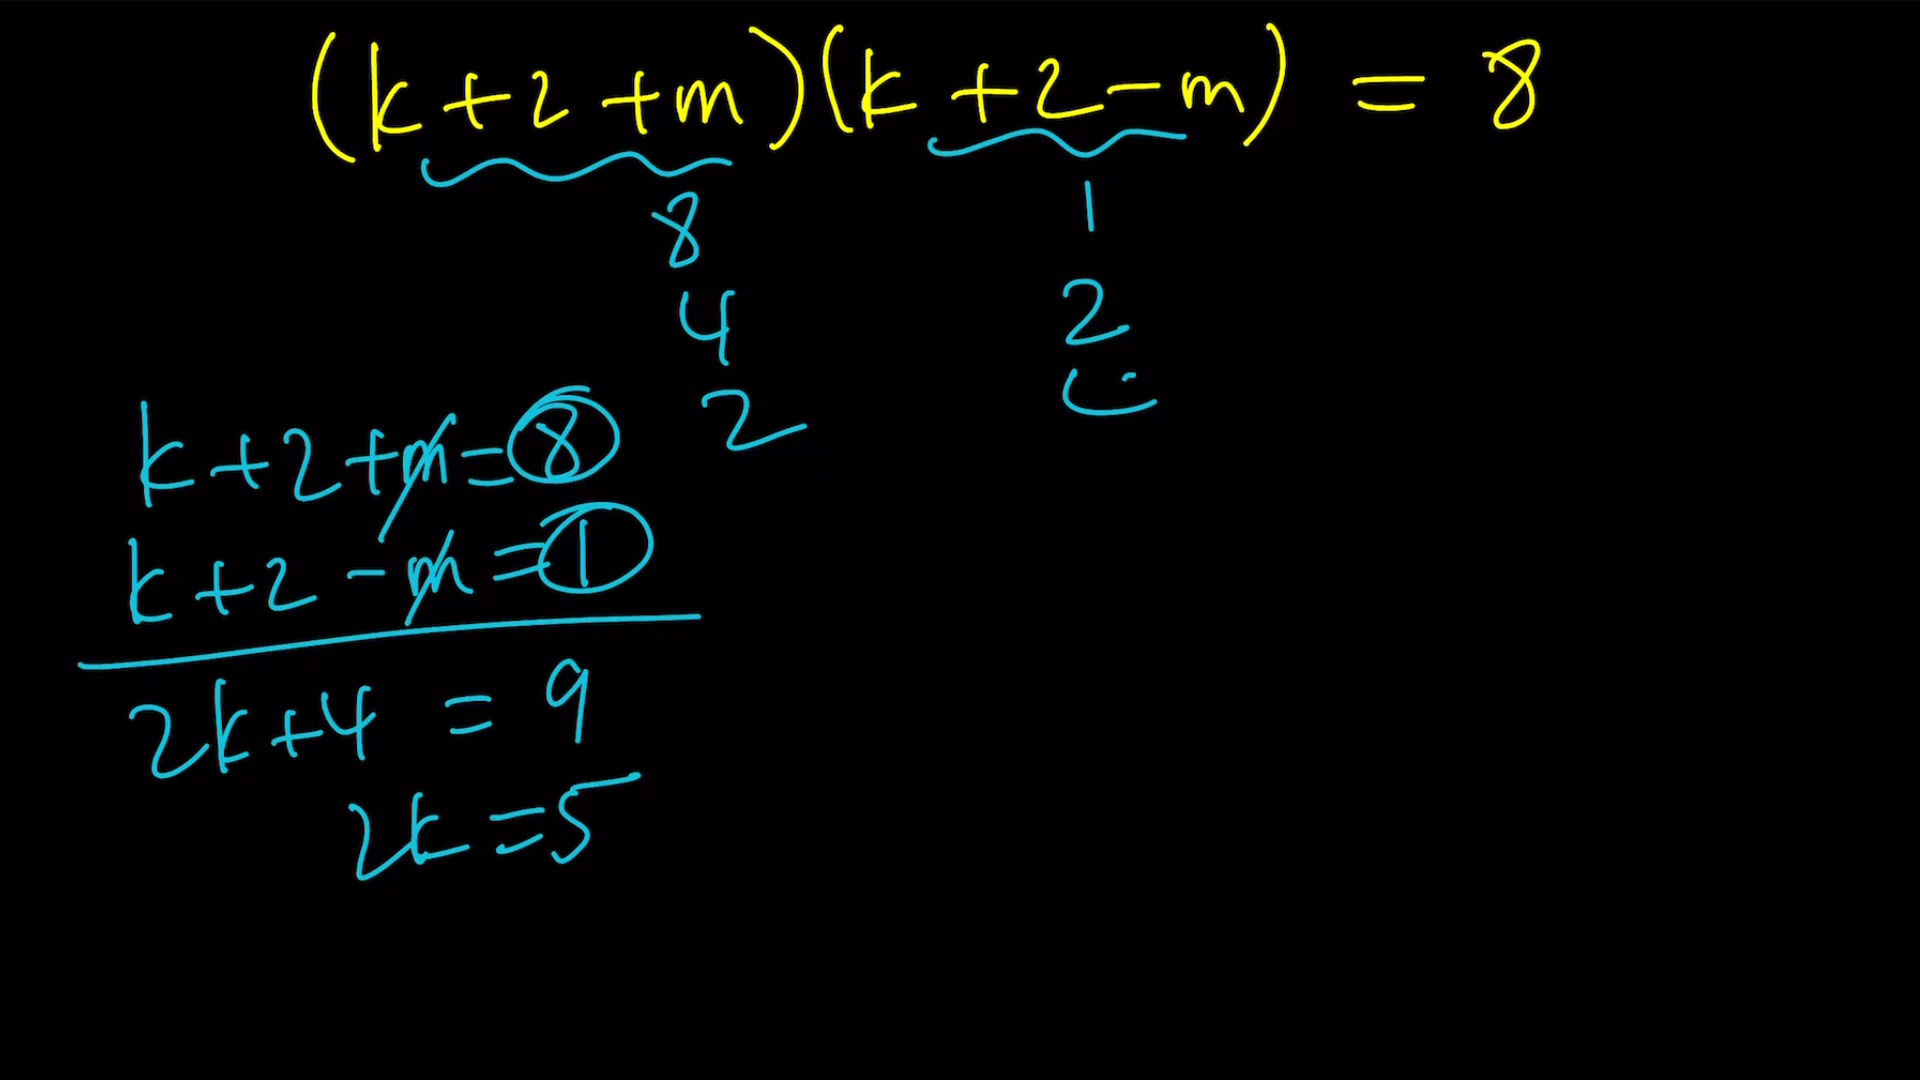 (k+2+m)(k+2-m) = 8
8 1
4 2
2
k+2+m=8
k+2-m=1
2k+4 = 9
2k=5